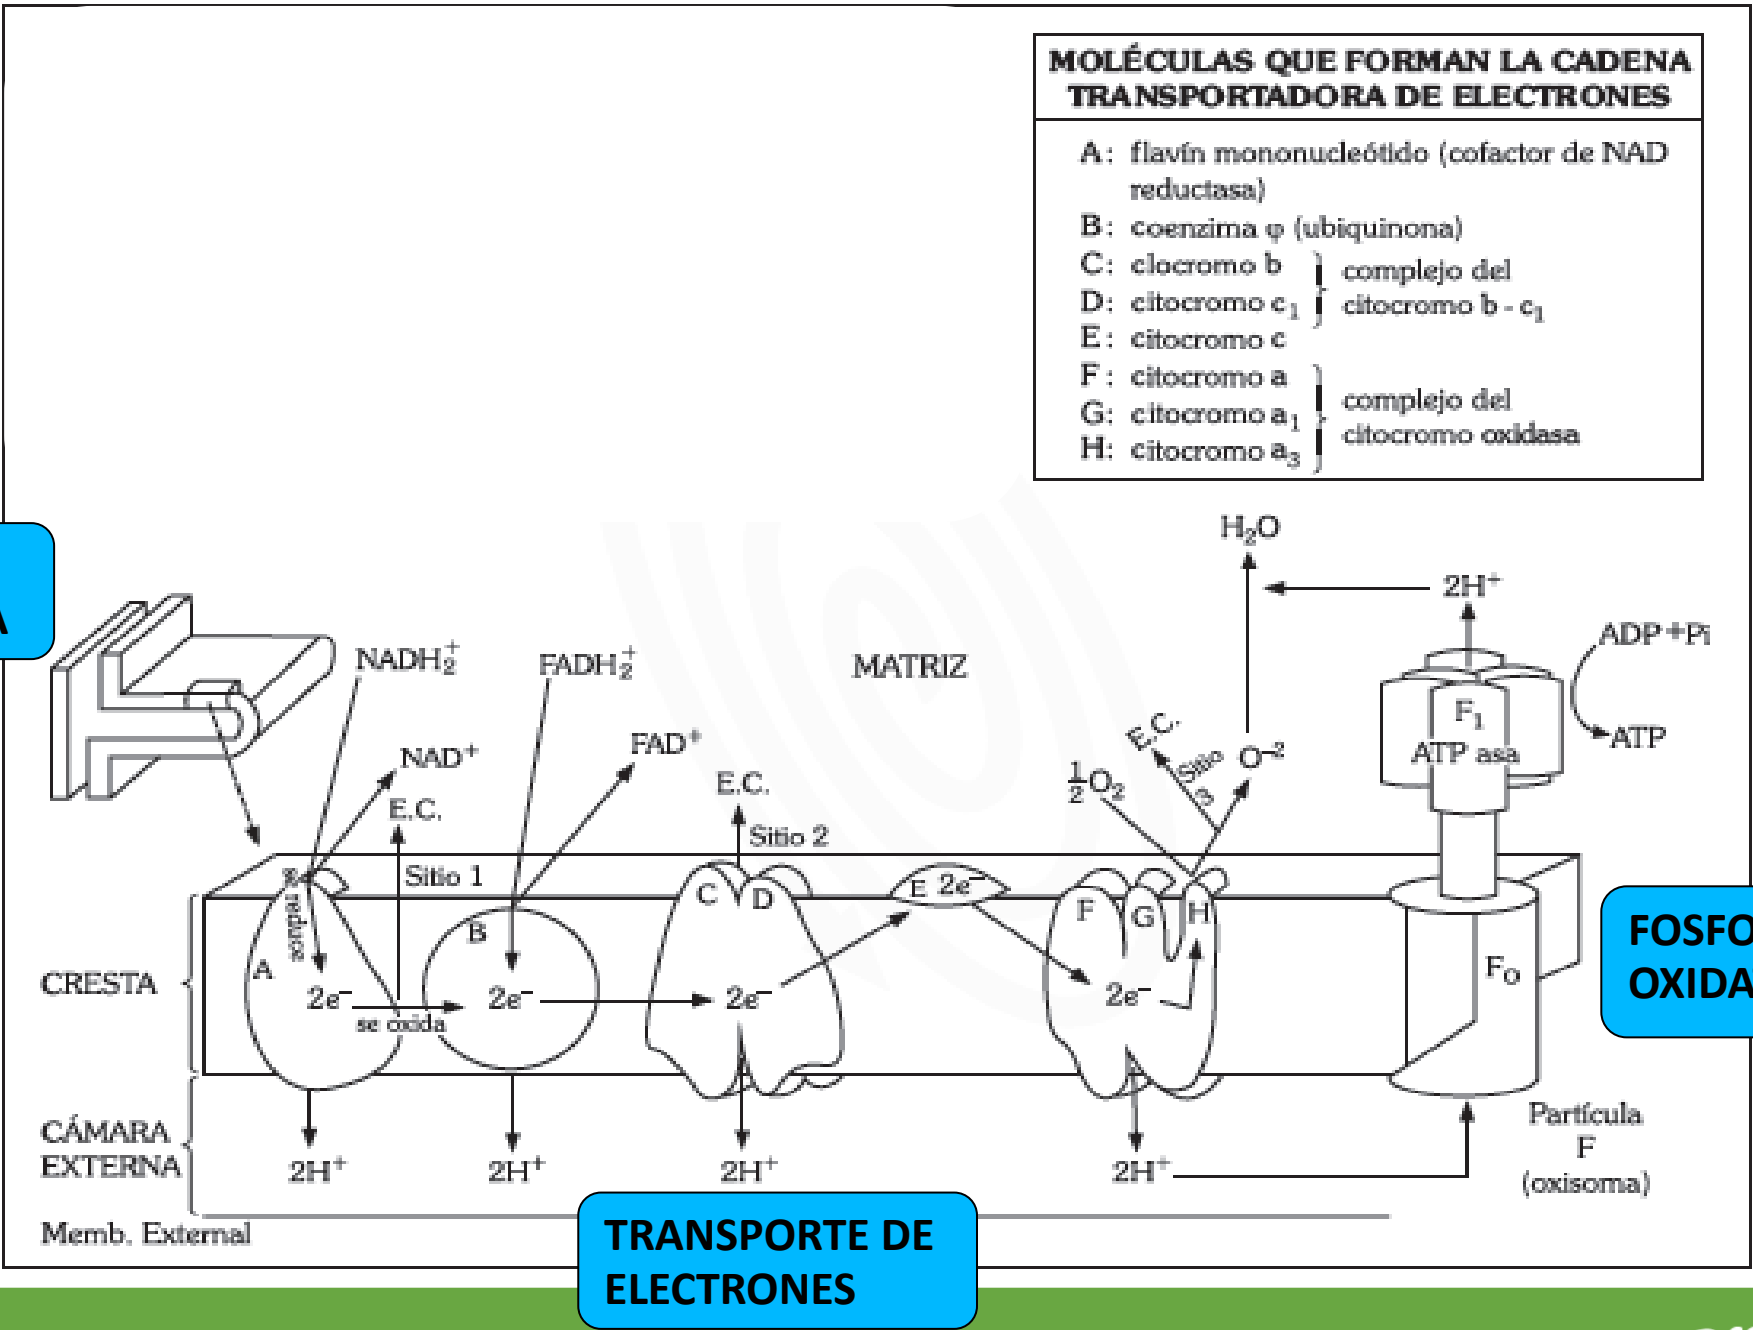 MOLÉCULAS QUE FORMAN LA CADENA
TRANSPORTADORA DE ELECTRONES
A: flavín mononucleótido (cofactor de NAD
reductasa)
B: coenzima φ (ubiquinona)
C: clocromo b
D: citocromo c₁
complejo del
citocromo b - c₁
E: citocromo c
F: citocromo a
G: citocromo a₁
H: citocromo a₃
complejo del
citocromo oxidasa
H₂O
2H⁺
ADP+Pi
ATP
F₁
ATP asa
A
NADH₂⁺
FADH₂⁺
MATRIZ
NAD⁺
FAD⁺
E.C.
Sitio 1
E.C.
Sitio 2
½O₂
E.C.
Sitio 3
O⁻²
se reduce
A
2e⁻
se oxida
B
2e⁻
C
D
2e⁻
E 2e⁻
F
G
H
2e⁻
F₀
CRESTA
FOSFO
OXIDA
CÁMARA
EXTERNA
2H⁺
2H⁺
2H⁺
2H⁺
Partícula
F
(oxisoma)
Memb. External
TRANSPORTE DE
ELECTRONES